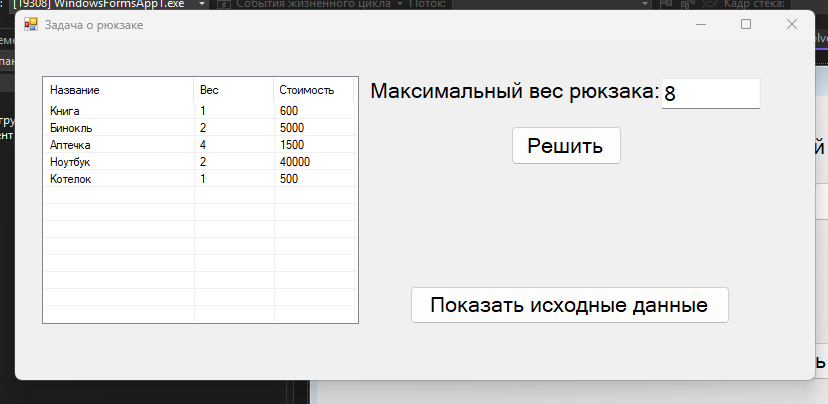 [19308] WindowsFormsApp1.exe
События жизненного цикла
Поток:
Кадр стека:
Задача о рюкзаке
Название Вес Стоимость
Книга 1 600
Бинокль 2 5000
Аптечка 4 1500
Ноутбук 2 40000
Котелок 1 500
Максимальный вес рюкзака: 8
Решить
Показать исходные данные